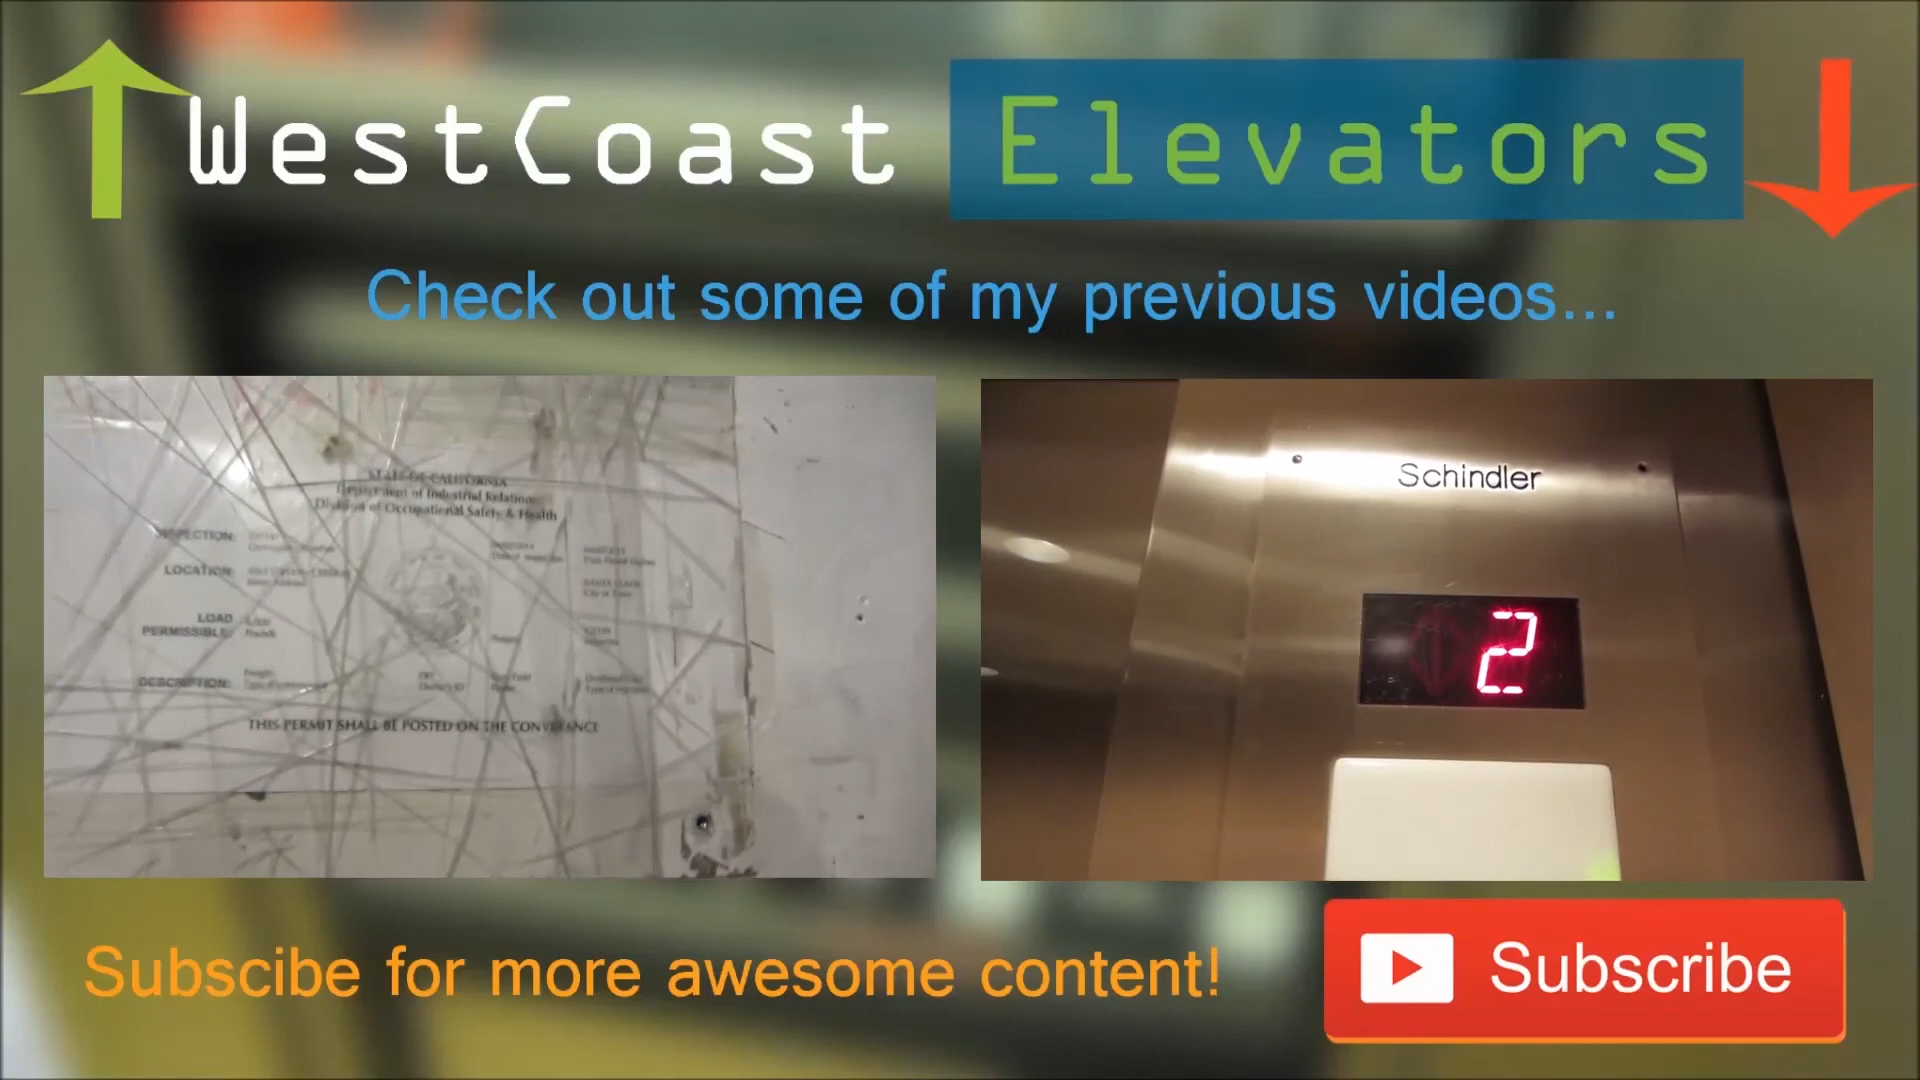 WestCoast Elevators
Check out some of my previous videos...
STATE OF CALIFORNIA
Department of Industrial Relations
Division of Occupational Safety & Health
INSPECTION:
LOCATION:
LOAD
PERMISSIBLE:
DESCRIPTION:
THIS PERMIT SHALL BE POSTED ON THE CONVEYANCE
Schindler
2
Subscibe for more awesome content!
Subscribe